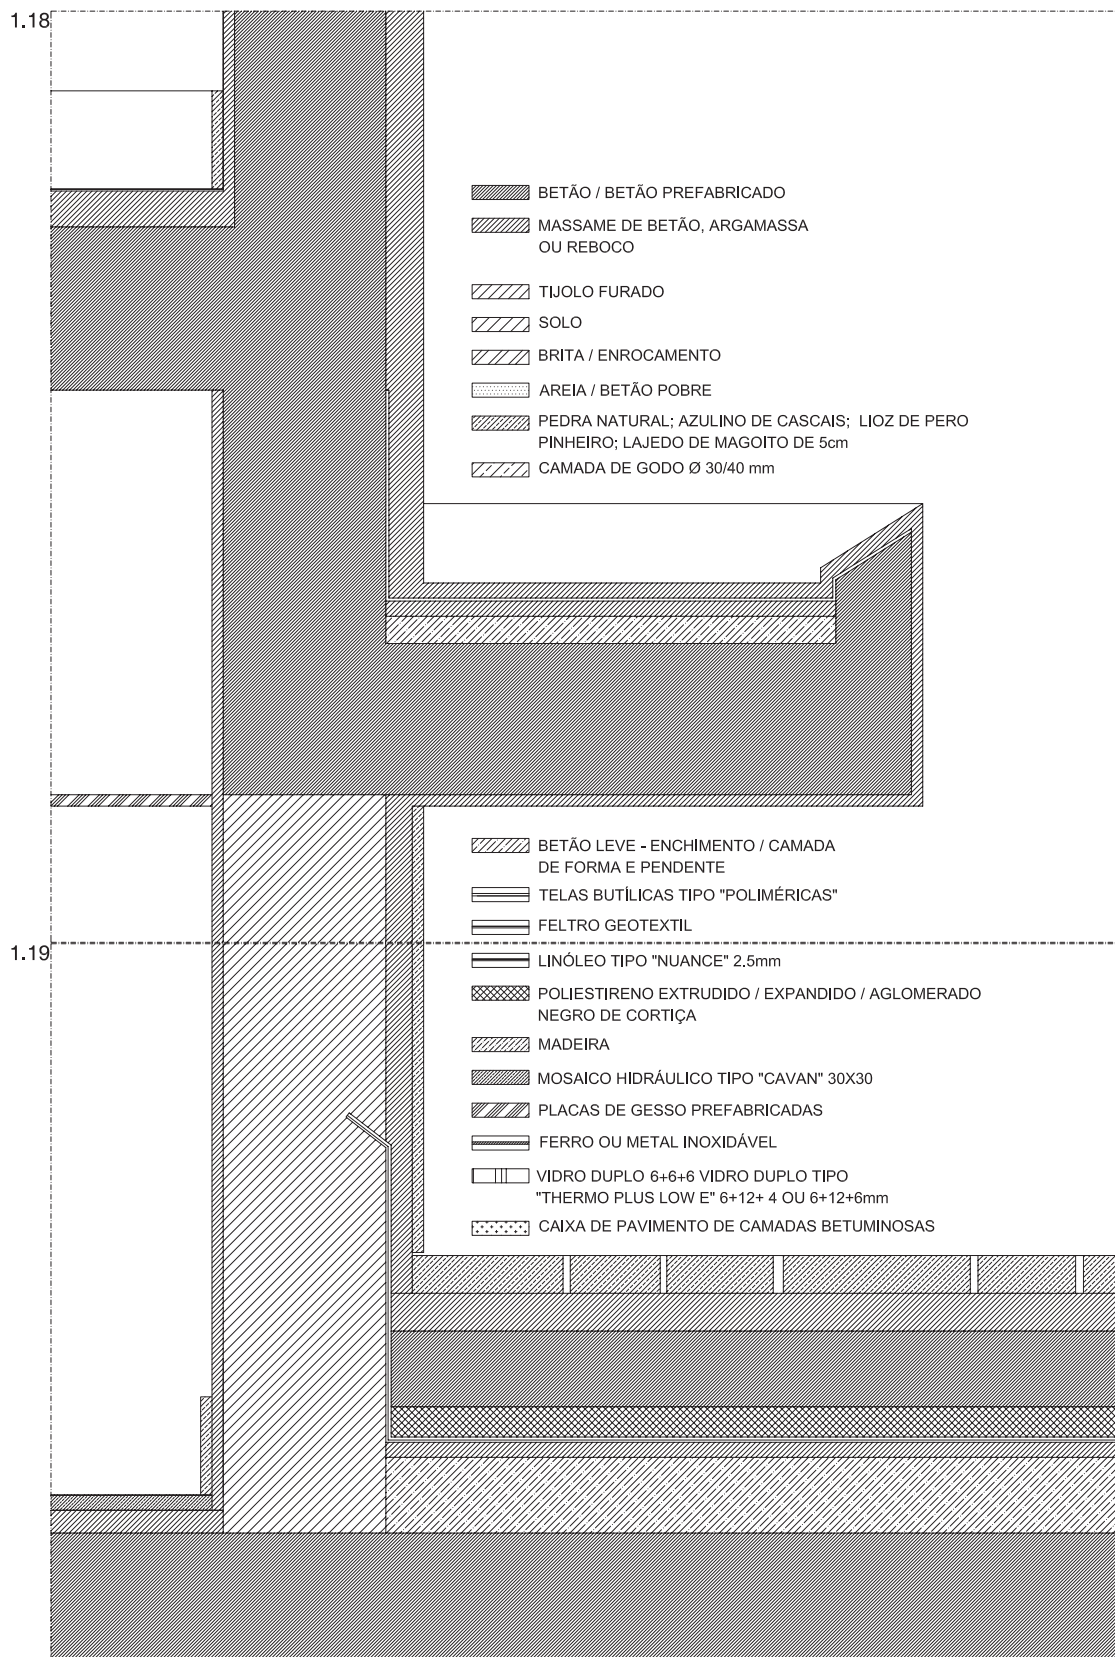 1.18
BETÃO / BETÃO PREFABRICADO
MASSAME DE BETÃO, ARGAMASSA
OU REBOCO
TIJOLO FURADO
SOLO
BRITA / ENROCAMENTO
AREIA / BETÃO POBRE
PEDRA NATURAL; AZULINO DE CASCAIS; LIOZ DE PERO
PINHEIRO; LAJEDO DE MAGOITO DE 5cm
CAMADA DE GODO Ø 30/40 mm
BETÃO LEVE - ENCHIMENTO / CAMADA
DE FORMA E PENDENTE
TELAS BUTÍLICAS TIPO "POLIMÉRICAS"
FELTRO GEOTEXTIL
1.19
LINÓLEO TIPO "NUANCE" 2.5mm
POLIESTIRENO EXTRUDIDO / EXPANDIDO / AGLOMERADO
NEGRO DE CORTIÇA
MADEIRA
MOSAICO HIDRÁULICO TIPO "CAVAN" 30X30
PLACAS DE GESSO PREFABRICADAS
FERRO OU METAL INOXIDÁVEL
VIDRO DUPLO 6+6+6 VIDRO DUPLO TIPO
"THERMO PLUS LOW E" 6+12+ 4 OU 6+12+6mm
CAIXA DE PAVIMENTO DE CAMADAS BETUMINOSAS